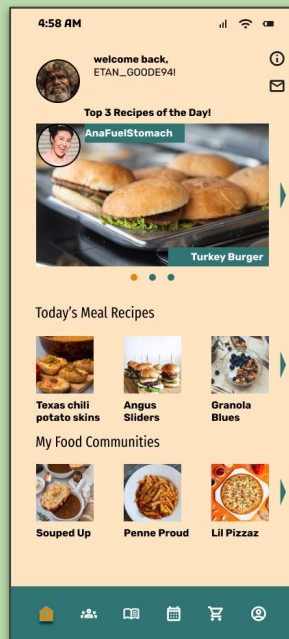 4:58 AM
welcome back,
ETAN_GOODE94!
Top 3 Recipes of the Day!
AnaFuelStomach
Turkey Burger
Today's Meal Recipes
Texas chili
potato skins
Angus
Sliders
Granola
Blues
My Food Communities
Souped Up
Penne Proud
Lil Pizzaz